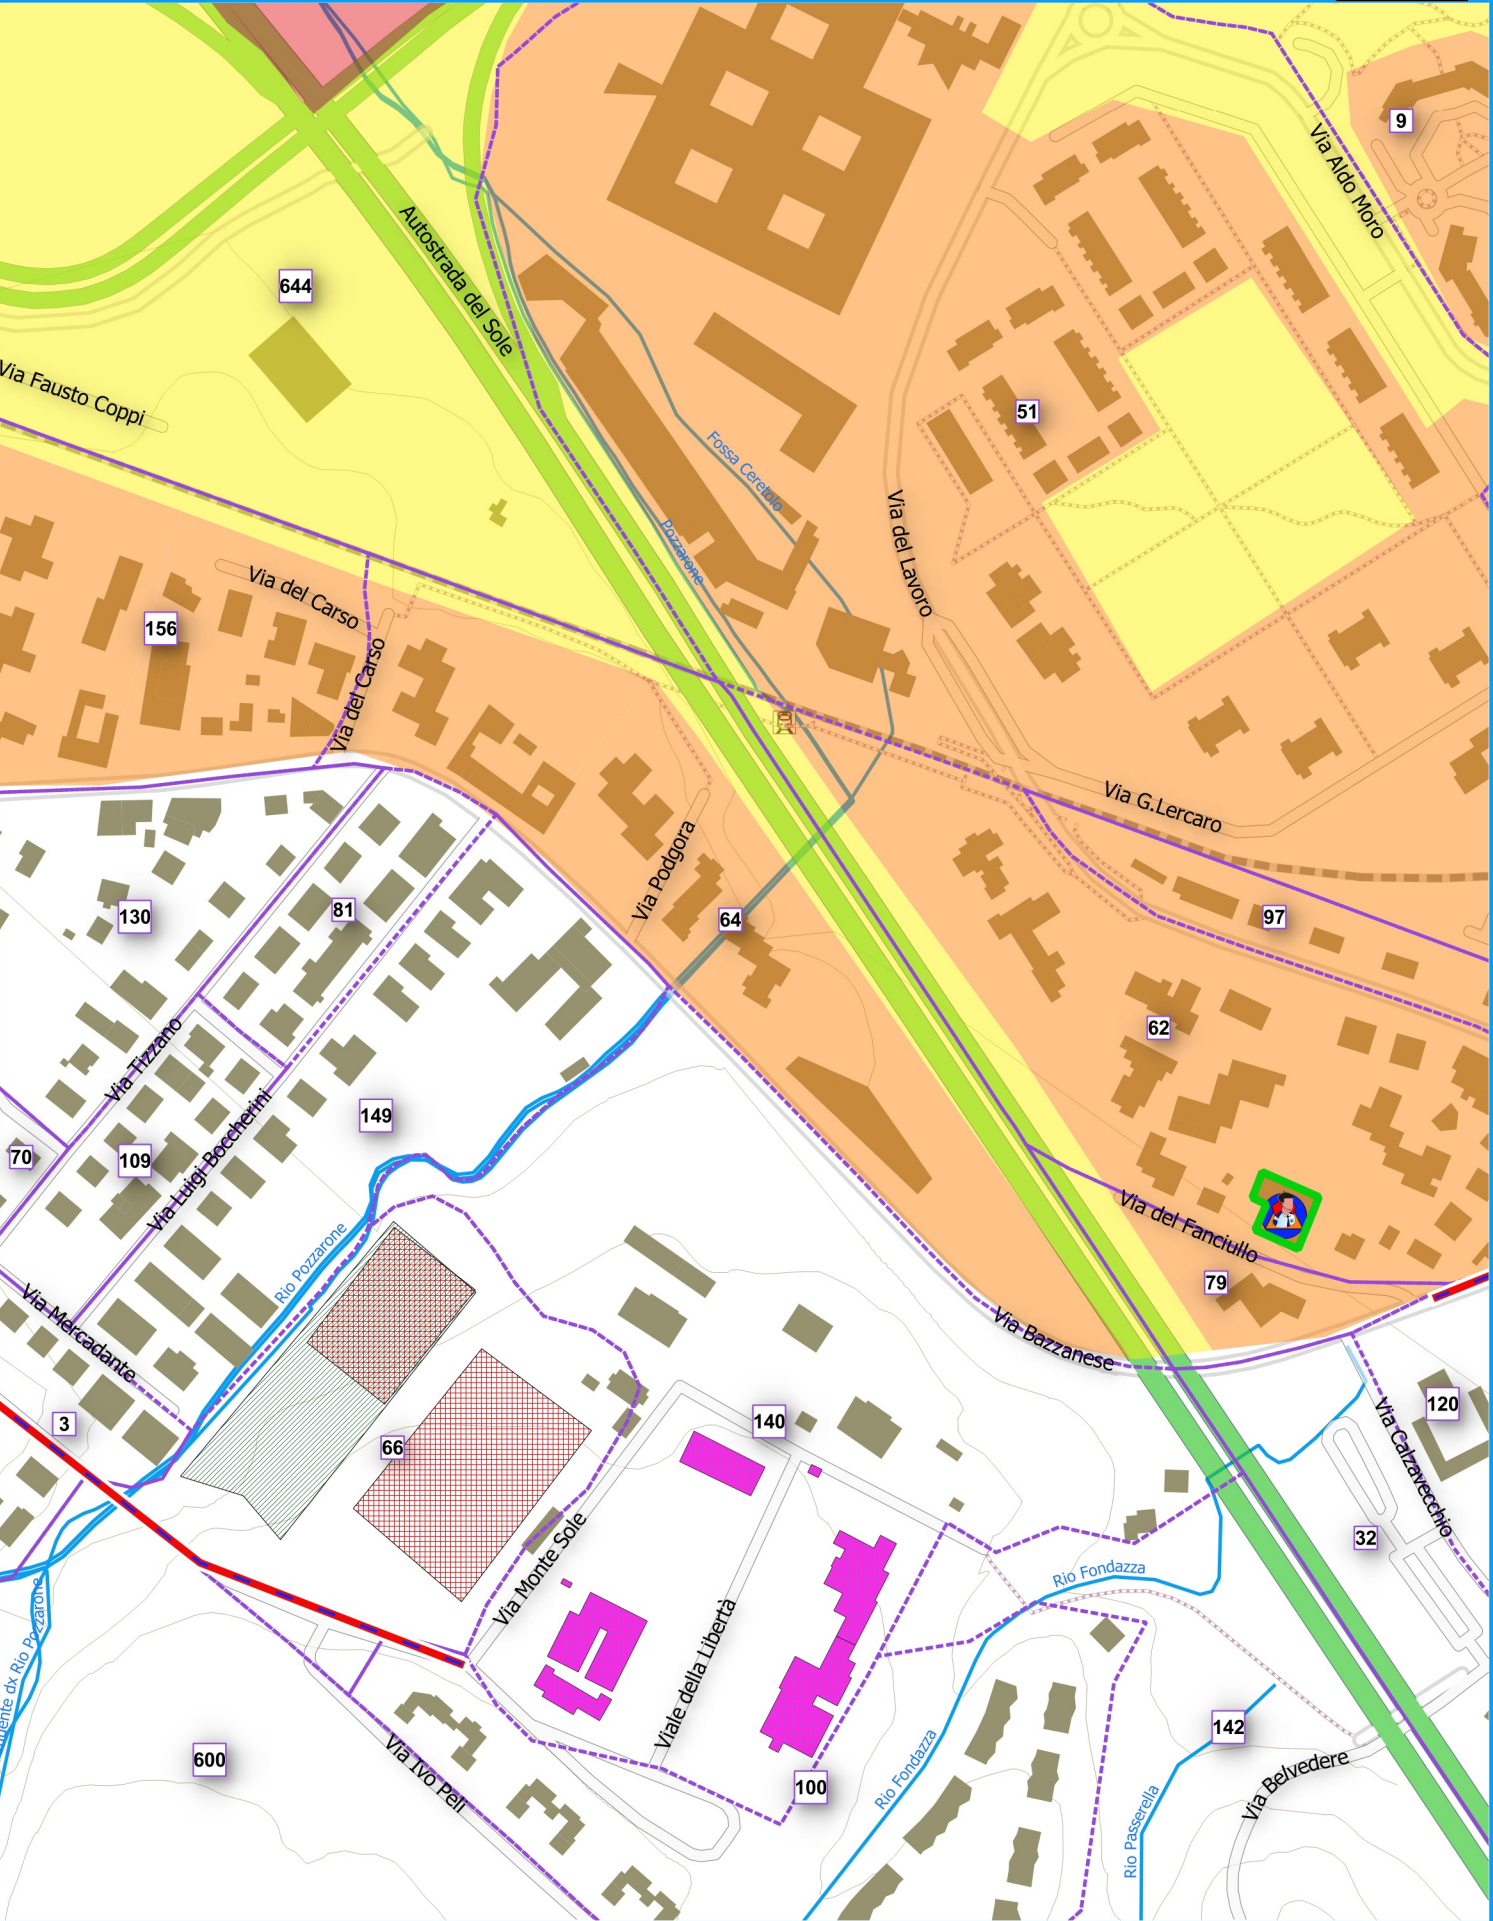 9
Via Aldo Moro
Autostrada del Sole
644
Via Fausto Coppi
51
Fossa Ceretolo
Pozzarone
Via del Lavoro
Via del Carso
156
Via del Carso
Via G.Lercaro
Via Podgora
130
81
64
97
62
Via Tizzano
149
70
109
Via Luigi Boccherini
Via del Fanciullo
Rio Pozzarone
79
Via Mercadante
Via Bazzanese
3
66
140
120
Via Calzavecchio
32
Via Monte Sole
Rio Fondazza
Viale della Libertà
dx Rio Pozzarone
142
600
Via Ivo Peli
100
Rio Fondazza
Via Belvedere
Rio Passerella